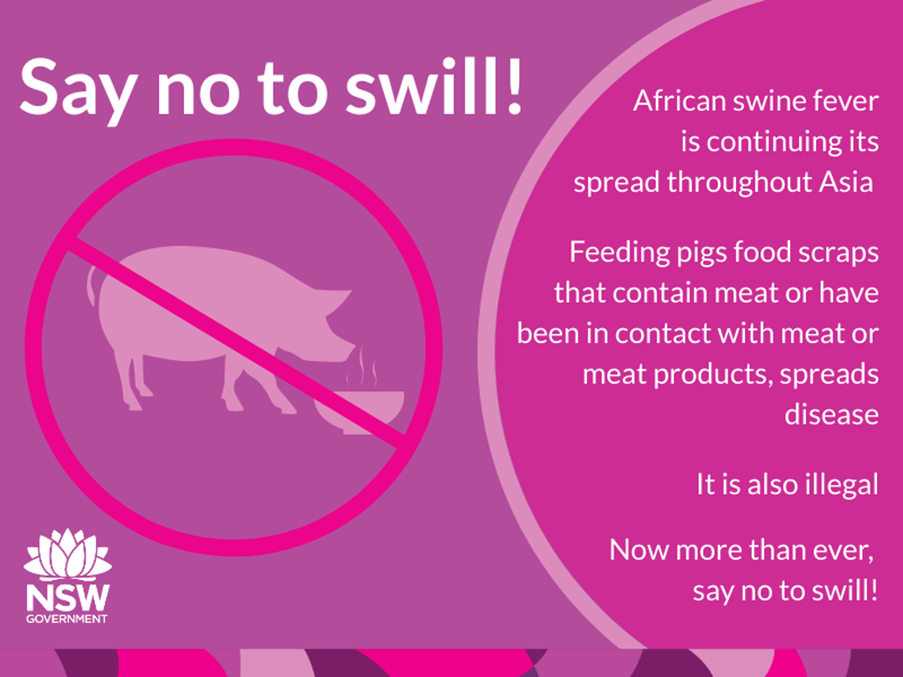 Say no to swill!
African swine fever
is continuing its
spread throughout Asia
Feeding pigs food scraps
that contain meat or have
been in contact with meat or
meat products, spreads
disease
It is also illegal
Now more than ever,
say no to swill!
NSW
GOVERNMENT